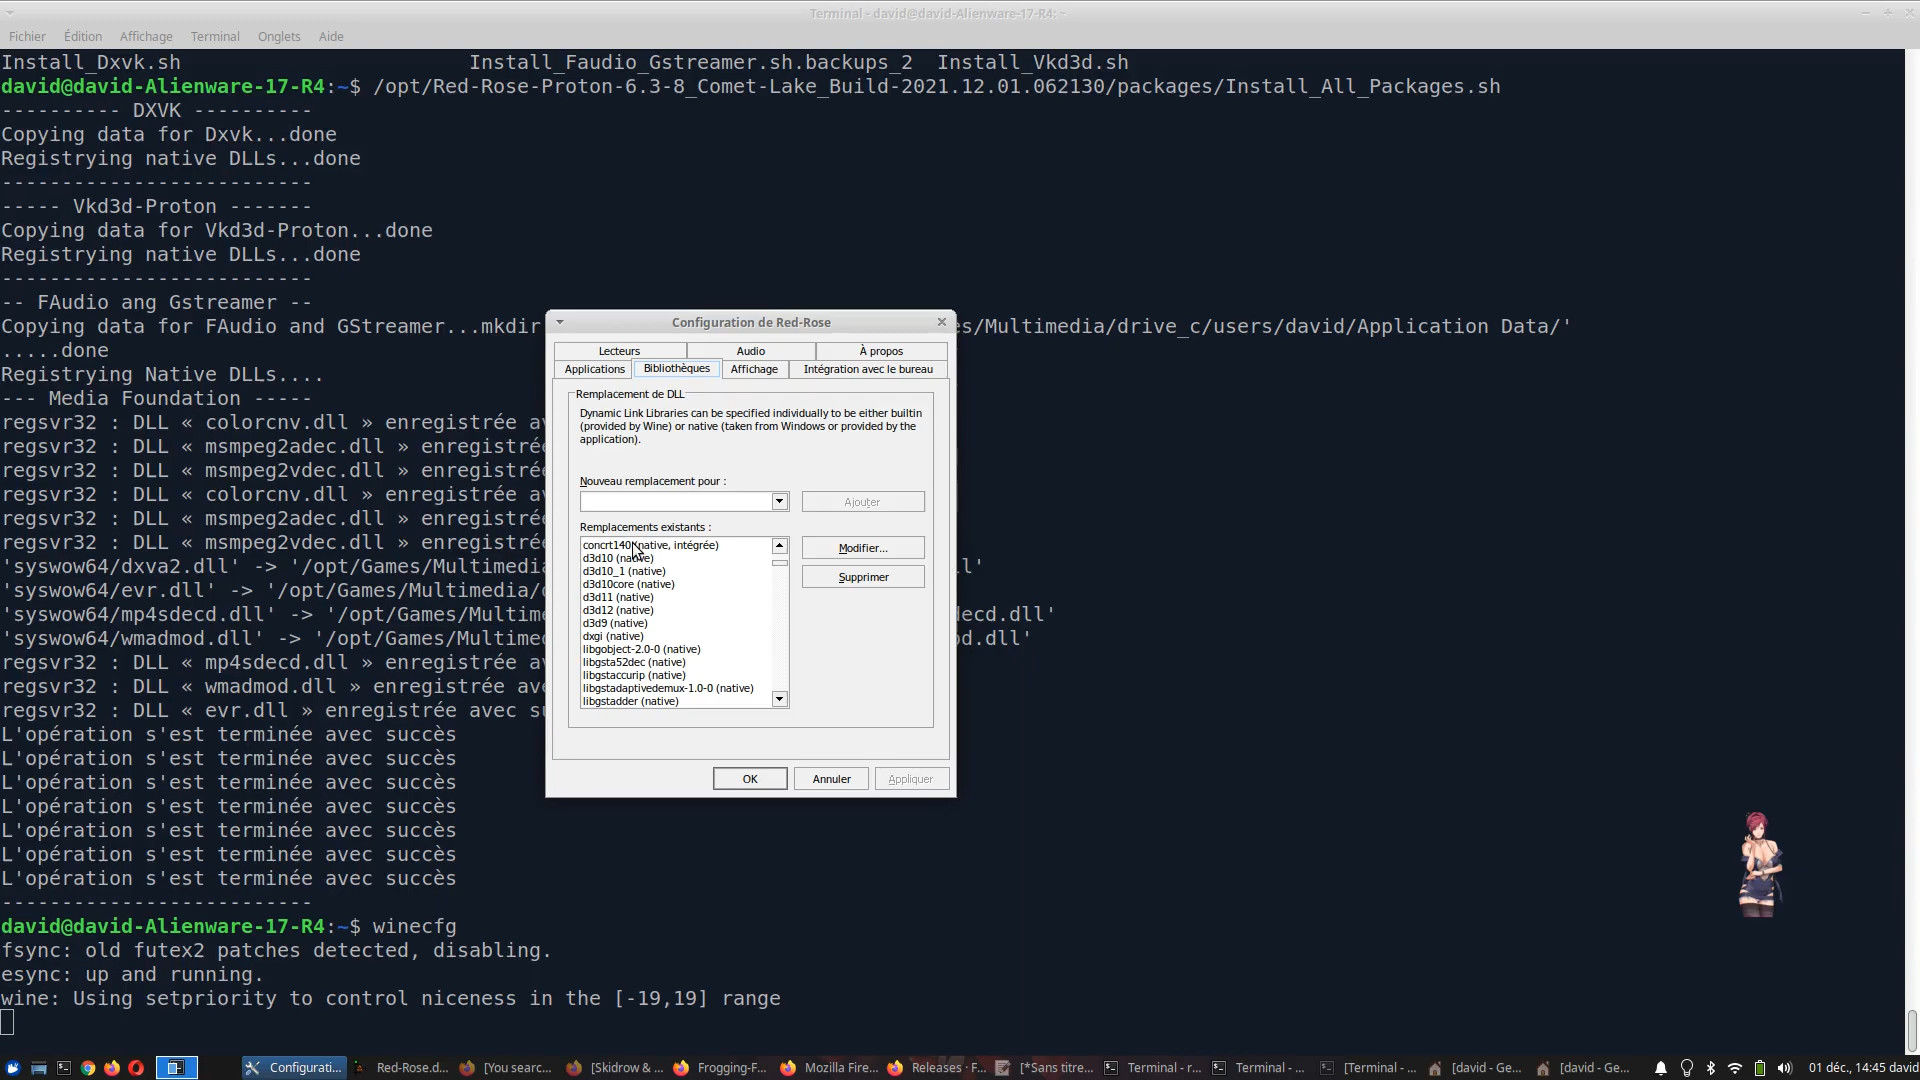 Terminal - david@david-Alienware-17-R4: ~
Fichier Édition Affichage Terminal Onglets Aide
Install_Dxvk.sh Install_Faudio_Gstreamer.sh.backups_2 Install_Vkd3d.sh
david@david-Alienware-17-R4:~$ /opt/Red-Rose-Proton-6.3-8_Comet-Lake_Build-2021.12.01.062130/packages/Install_All_Packages.sh
---------- DXVK ----------
Copying data for Dxvk...done
Registrying native DLLs...done
--------------------------
----- Vkd3d-Proton -------
Copying data for Vkd3d-Proton...done
Registrying native DLLs...done
--------------------------
-- FAudio ang Gstreamer --
Copying data for FAudio and GStreamer...mkdir es/Multimedia/drive_c/users/david/Application Data/'
.....done
Registrying Native DLLs....
--- Media Foundation -----
regsvr32 : DLL « colorcnv.dll » enregistrée av
regsvr32 : DLL « msmpeg2adec.dll » enregistrée
regsvr32 : DLL « msmpeg2vdec.dll » enregistrée
regsvr32 : DLL « colorcnv.dll » enregistrée av
regsvr32 : DLL « msmpeg2adec.dll » enregistrée
regsvr32 : DLL « msmpeg2vdec.dll » enregistrée
'syswow64/dxva2.dll' -> '/opt/Games/Multimedia ll'
'syswow64/evr.dll' -> '/opt/Games/Multimedia/d
'syswow64/mp4sdecd.dll' -> '/opt/Games/Multime decd.dll'
'syswow64/wmadmod.dll' -> '/opt/Games/Multimed od.dll'
regsvr32 : DLL « mp4sdecd.dll » enregistrée av
regsvr32 : DLL « wmadmod.dll » enregistrée ave
regsvr32 : DLL « evr.dll » enregistrée avec su
L'opération s'est terminée avec succès
L'opération s'est terminée avec succès
L'opération s'est terminée avec succès
L'opération s'est terminée avec succès
L'opération s'est terminée avec succès
L'opération s'est terminée avec succès
L'opération s'est terminée avec succès
--------------------------
david@david-Alienware-17-R4:~$ winecfg
fsync: old futex2 patches detected, disabling.
esync: up and running.
wine: Using setpriority to control niceness in the [-19,19] range
Configuration de Red-Rose
Lecteurs Audio À propos
Applications Bibliothèques Affichage Intégration avec le bureau
Remplacement de DLL
Dynamic Link Libraries can be specified individually to be either builtin
(provided by Wine) or native (taken from Windows or provided by the
application).
Nouveau remplacement pour :
Ajouter
Remplacements existants :
concrt140 (native, intégrée)
d3d10 (native)
d3d10_1 (native)
d3d10core (native)
d3d11 (native)
d3d12 (native)
d3d9 (native)
dxgi (native)
libgobject-2.0-0 (native)
libgsta52dec (native)
libgstaccurip (native)
libgstadaptivedemux-1.0-0 (native)
libgstadder (native)
Modifier...
Supprimer
OK Annuler Appliquer
Configurati... Red-Rose.d... [You searc... [Skidrow & ... Frogging-F... Mozilla Fire... Releases · F... [*Sans titre... Terminal - r... Terminal - ... [Terminal - ... [david - Ge... [david - Ge... 01 déc., 14:45 david